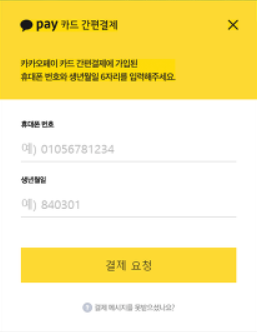 pay 카드 간편결제
카카오페이 카드 간편결제에 가입된
휴대폰 번호와 생년월일 6자리를 입력해주세요.
휴대폰 번호
예) 01056781234
생년월일
예) 840301
결제 요청
? 결제 메시지를 못받으셨나요?